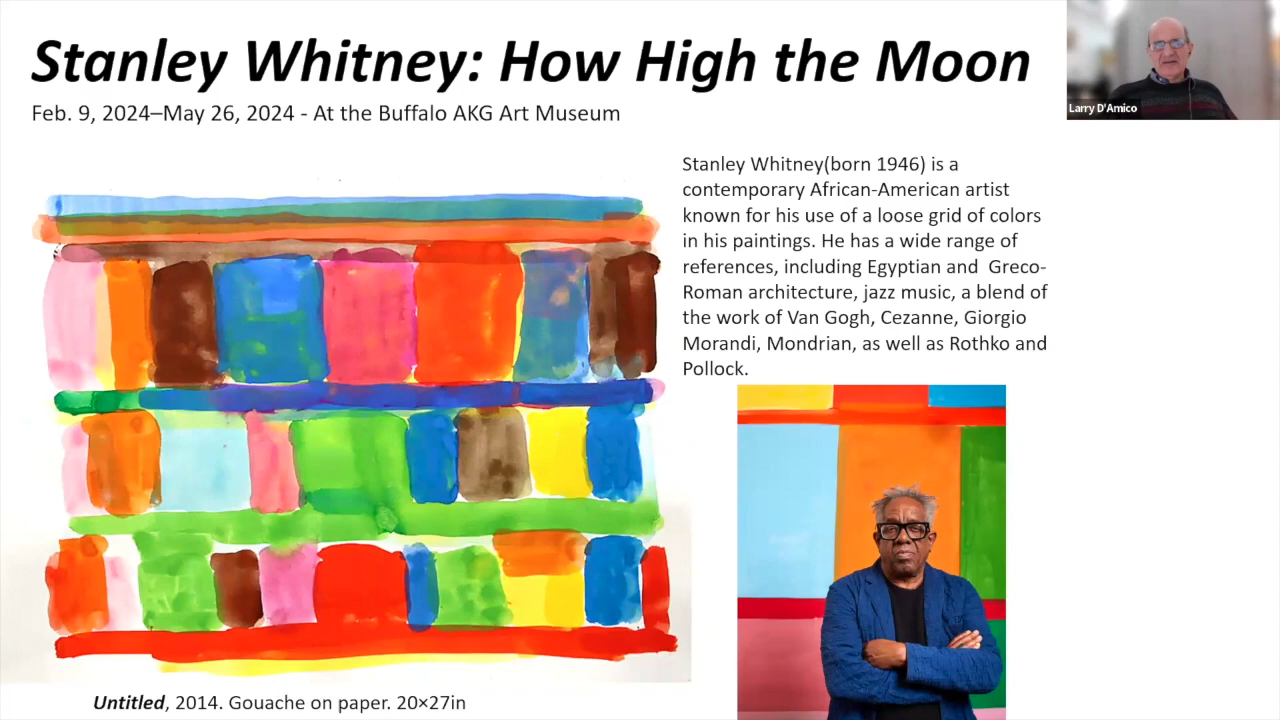 Stanley Whitney: How High the Moon
Feb. 9, 2024–May 26, 2024 - At the Buffalo AKG Art Museum
Larry D'Amico
Stanley Whitney(born 1946) is a
contemporary African-American artist
known for his use of a loose grid of colors
in his paintings. He has a wide range of
references, including Egyptian and  Greco-
Roman architecture, jazz music, a blend of
the work of Van Gogh, Cezanne, Giorgio
Morandi, Mondrian, as well as Rothko and
Pollock.
Untitled, 2014. Gouache on paper. 20×27in